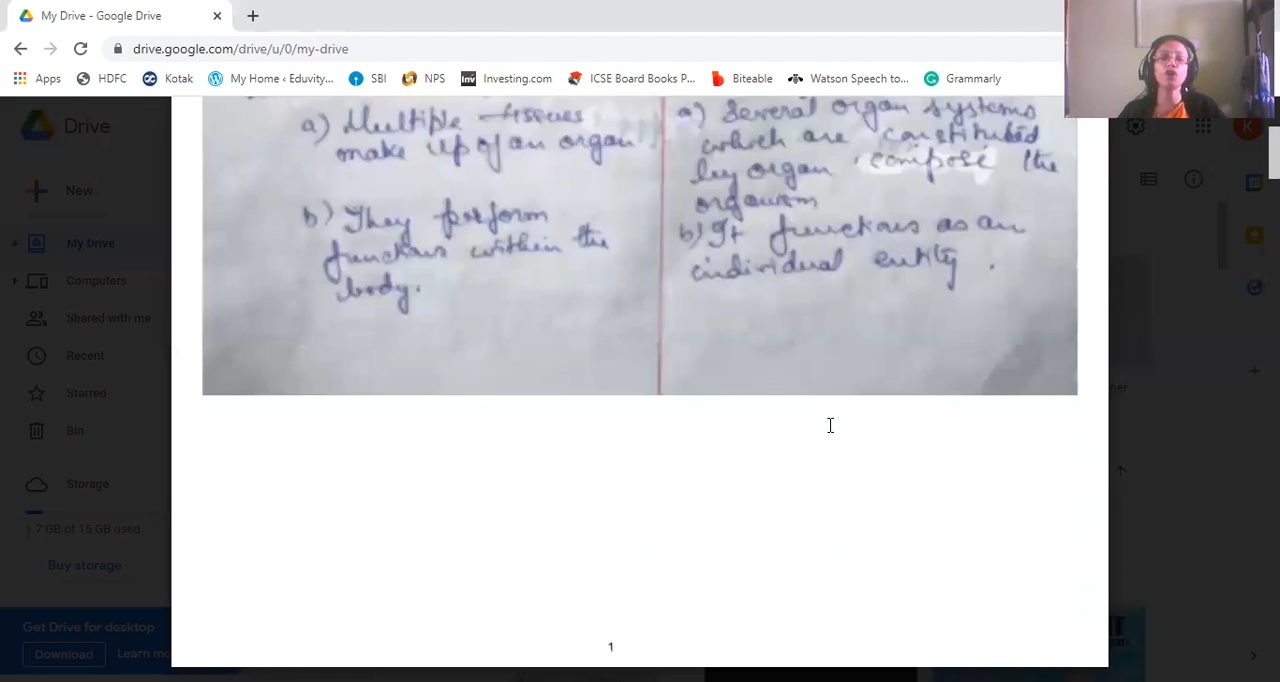 My Drive - Google Drive
drive.google.com/drive/u/0/my-drive
Apps HDFC Kotak My Home ‹ Eduvity... SBI NPS Investing.com ICSE Board Books P... Biteable Watson Speech to... Grammarly
Drive
New
My Drive
Computers
Shared with me
Recent
Starred
Bin
Storage
1.7 GB of 15 GB used
Buy storage
Get Drive for desktop
Download Learn mo
a) Multiple tissues
make up of an organ
b) They perform
functions within the
body.
a) Several organ systems
which are constituted
by organ compose the
organism
b) It functions as an
individual entity.
1
K
ner